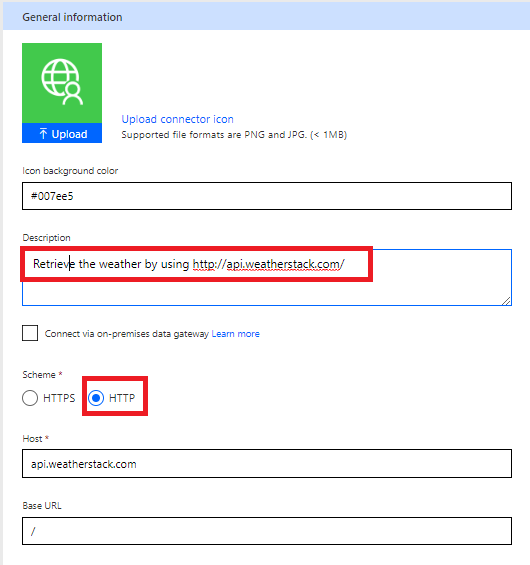 General information
Upload
Upload connector icon
Supported file formats are PNG and JPG. (< 1MB)
Icon background color
#007ee5
Description
Retrieve the weather by using http://api.weatherstack.com/
Connect via on-premises data gateway Learn more
Scheme *
HTTPS HTTP
Host *
api.weatherstack.com
Base URL
/